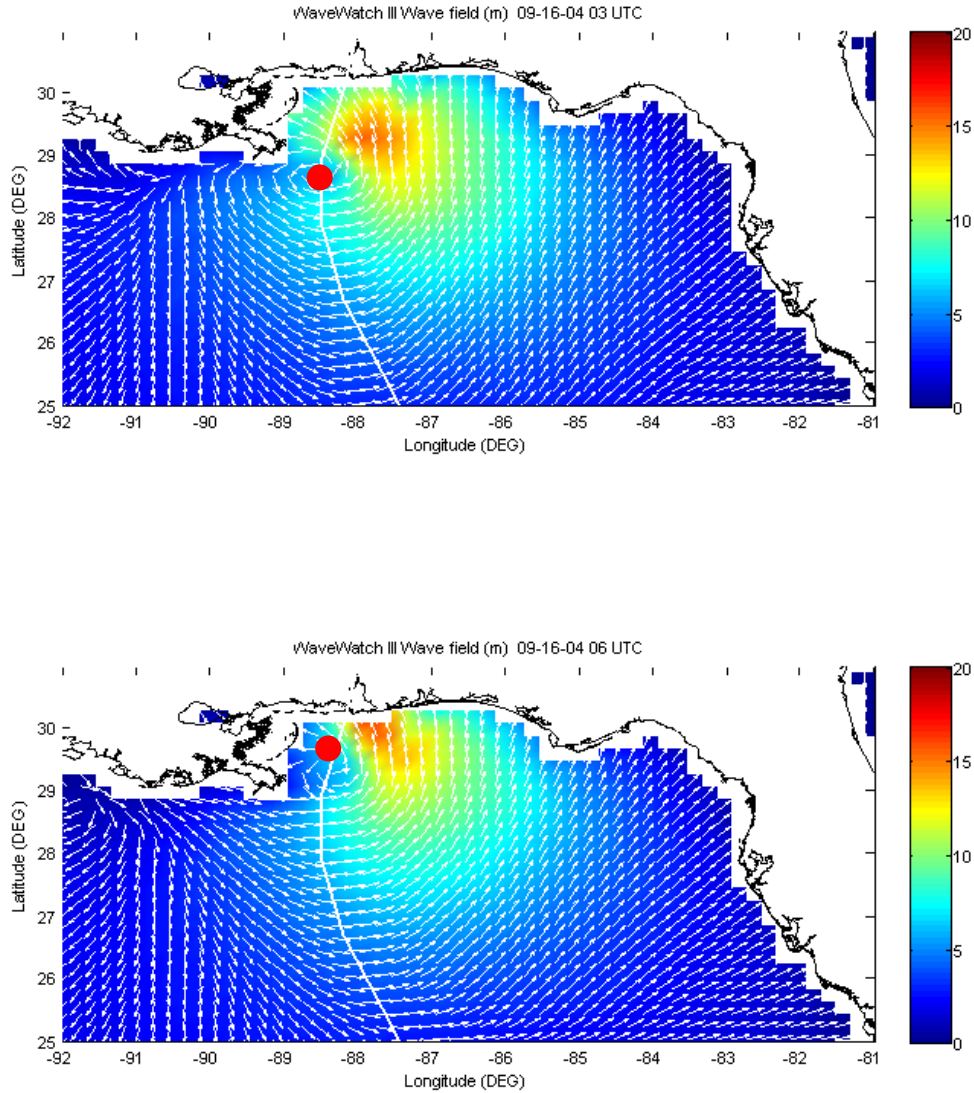 WaveWatch III Wave field (m)  09-16-04 03 UTC
20
15
10
5
0
30
29
28
27
26
25
Latitude (DEG)
-92 -91 -90 -89 -88 -87 -86 -85 -84 -83 -82 -81
Longitude (DEG)
WaveWatch III Wave field (m)  09-16-04 06 UTC
20
15
10
5
0
30
29
28
27
26
25
Latitude (DEG)
-92 -91 -90 -89 -88 -87 -86 -85 -84 -83 -82 -81
Longitude (DEG)